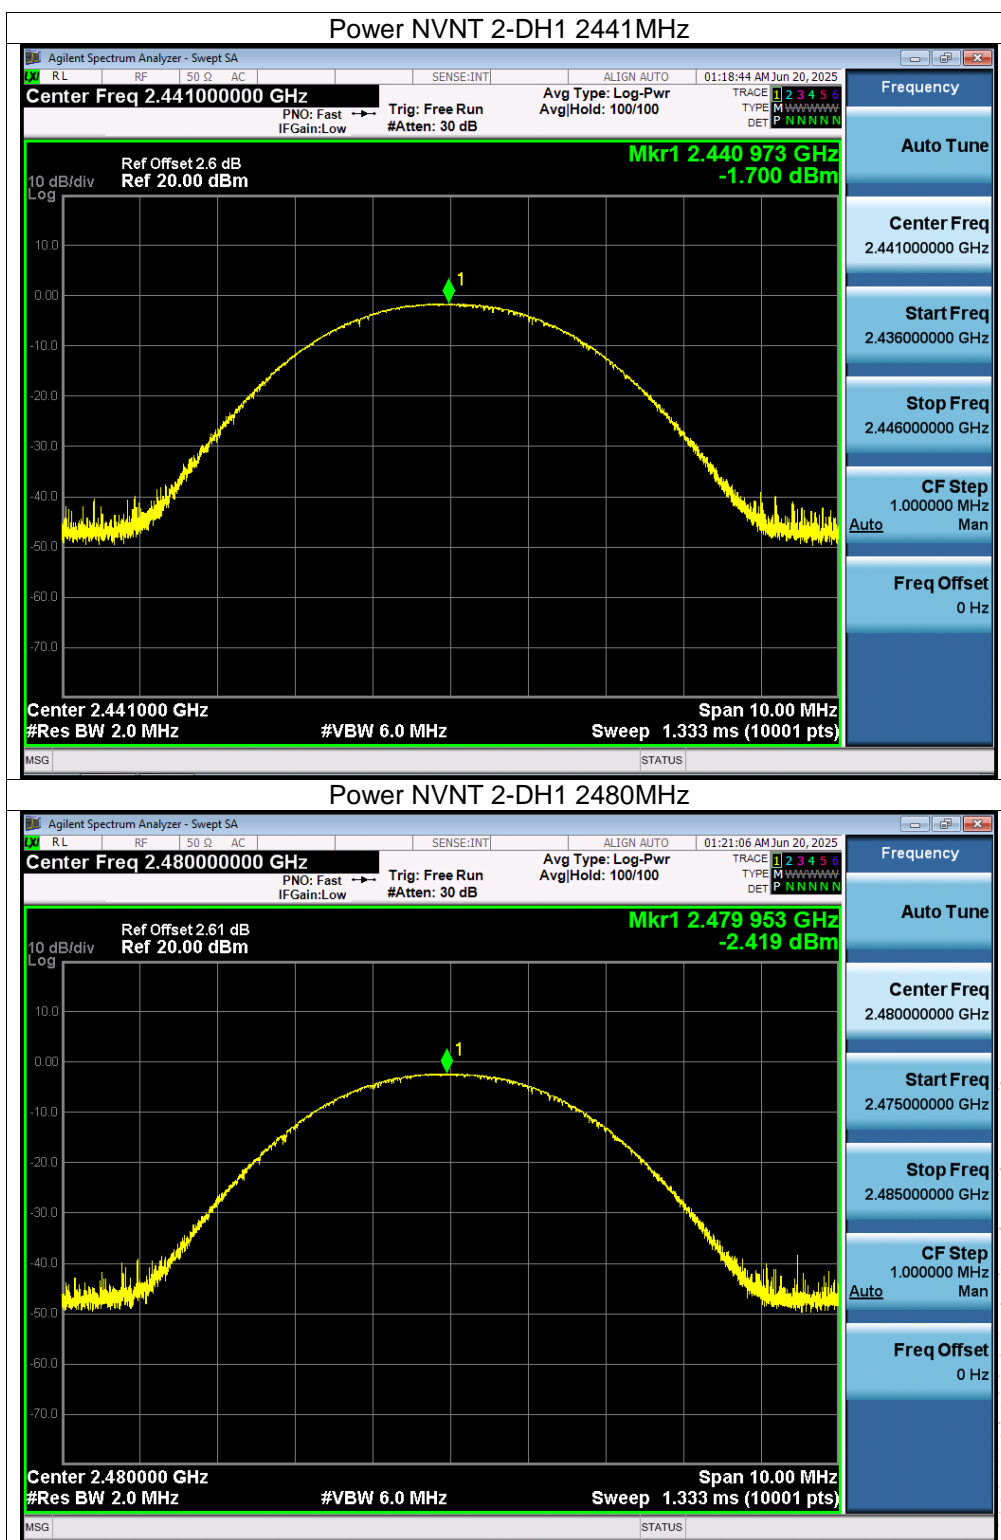 Power NVNT 2-DH1 2441MHz
Agilent Spectrum Analyzer - Swept SA
LXI RL RF 50 Ω AC SENSE:INT ALIGN AUTO 01:18:44 AM Jun 20, 2025
Center Freq 2.441000000 GHz
PNO: Fast
IFGain:Low
Trig: Free Run
#Atten: 30 dB
Avg Type: Log-Pwr
Avg|Hold: 100/100
TRACE 1 2 3 4 5 6
TYPE M W W W W W
DET P N N N N N
Frequency
Auto Tune
Center Freq
2.441000000 GHz
Start Freq
2.436000000 GHz
Stop Freq
2.446000000 GHz
CF Step
1.000000 MHz
Auto Man
Freq Offset
0 Hz
Mkr1 2.440 973 GHz
-1.700 dBm
Ref Offset 2.6 dB
10 dB/div Ref 20.00 dBm
Log
10.0
1
0.00
-10.0
-20.0
-30.0
-40.0
-50.0
-60.0
-70.0
Center 2.441000 GHz Span 10.00 MHz
#Res BW 2.0 MHz #VBW 6.0 MHz Sweep 1.333 ms (10001 pts)
MSG STATUS
Power NVNT 2-DH1 2480MHz
Agilent Spectrum Analyzer - Swept SA
LXI RL RF 50 Ω AC SENSE:INT ALIGN AUTO 01:21:06 AM Jun 20, 2025
Center Freq 2.480000000 GHz
PNO: Fast
IFGain:Low
Trig: Free Run
#Atten: 30 dB
Avg Type: Log-Pwr
Avg|Hold: 100/100
TRACE 1 2 3 4 5 6
TYPE M W W W W W
DET P N N N N N
Frequency
Auto Tune
Center Freq
2.480000000 GHz
Start Freq
2.475000000 GHz
Stop Freq
2.485000000 GHz
CF Step
1.000000 MHz
Auto Man
Freq Offset
0 Hz
Mkr1 2.479 953 GHz
-2.419 dBm
Ref Offset 2.61 dB
10 dB/div Ref 20.00 dBm
Log
10.0
1
0.00
-10.0
-20.0
-30.0
-40.0
-50.0
-60.0
-70.0
Center 2.480000 GHz Span 10.00 MHz
#Res BW 2.0 MHz #VBW 6.0 MHz Sweep 1.333 ms (10001 pts)
MSG STATUS